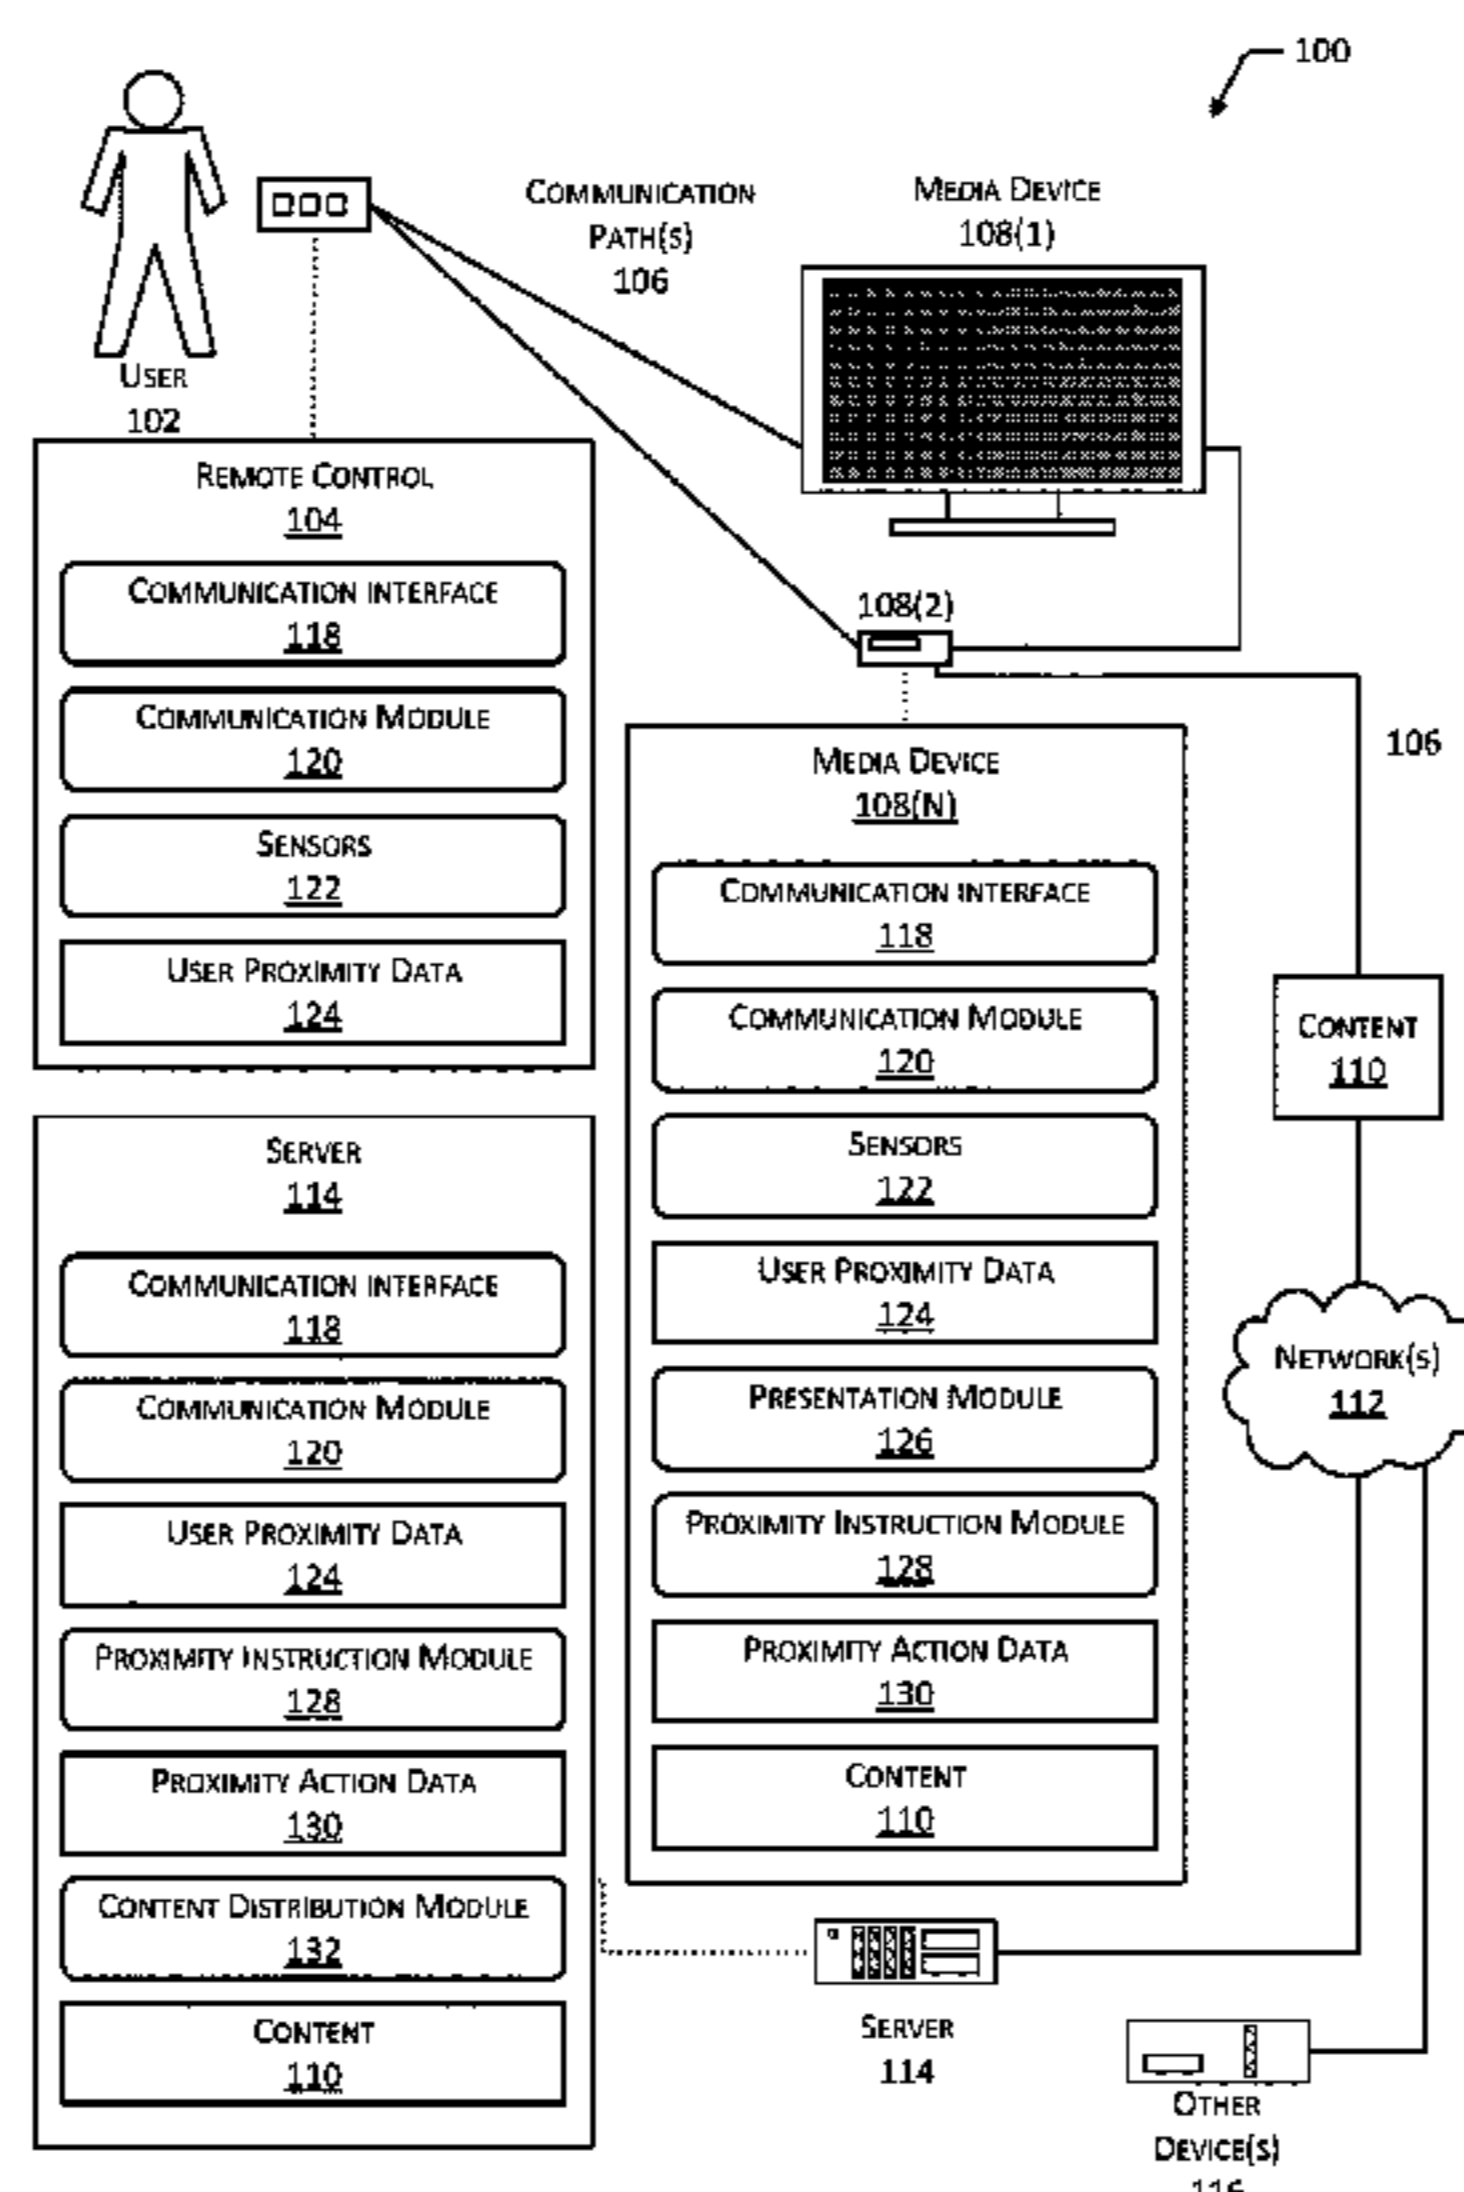 100
USER
102
COMMUNICATION
PATH(S)
106
MEDIA DEVICE
108(1)
REMOTE CONTROL
104
COMMUNICATION INTERFACE
118
COMMUNICATION MODULE
120
SENSORS
122
USER PROXIMITY DATA
124
108(2)
106
MEDIA DEVICE
108(N)
COMMUNICATION INTERFACE
118
COMMUNICATION MODULE
120
SENSORS
122
USER PROXIMITY DATA
124
PRESENTATION MODULE
126
PROXIMITY INSTRUCTION MODULE
128
PROXIMITY ACTION DATA
130
CONTENT
110
CONTENT
110
NETWORK(S)
112
SERVER
114
COMMUNICATION INTERFACE
118
COMMUNICATION MODULE
120
USER PROXIMITY DATA
124
PROXIMITY INSTRUCTION MODULE
128
PROXIMITY ACTION DATA
130
CONTENT DISTRIBUTION MODULE
132
CONTENT
110
SERVER
114
OTHER
DEVICE(S)
116